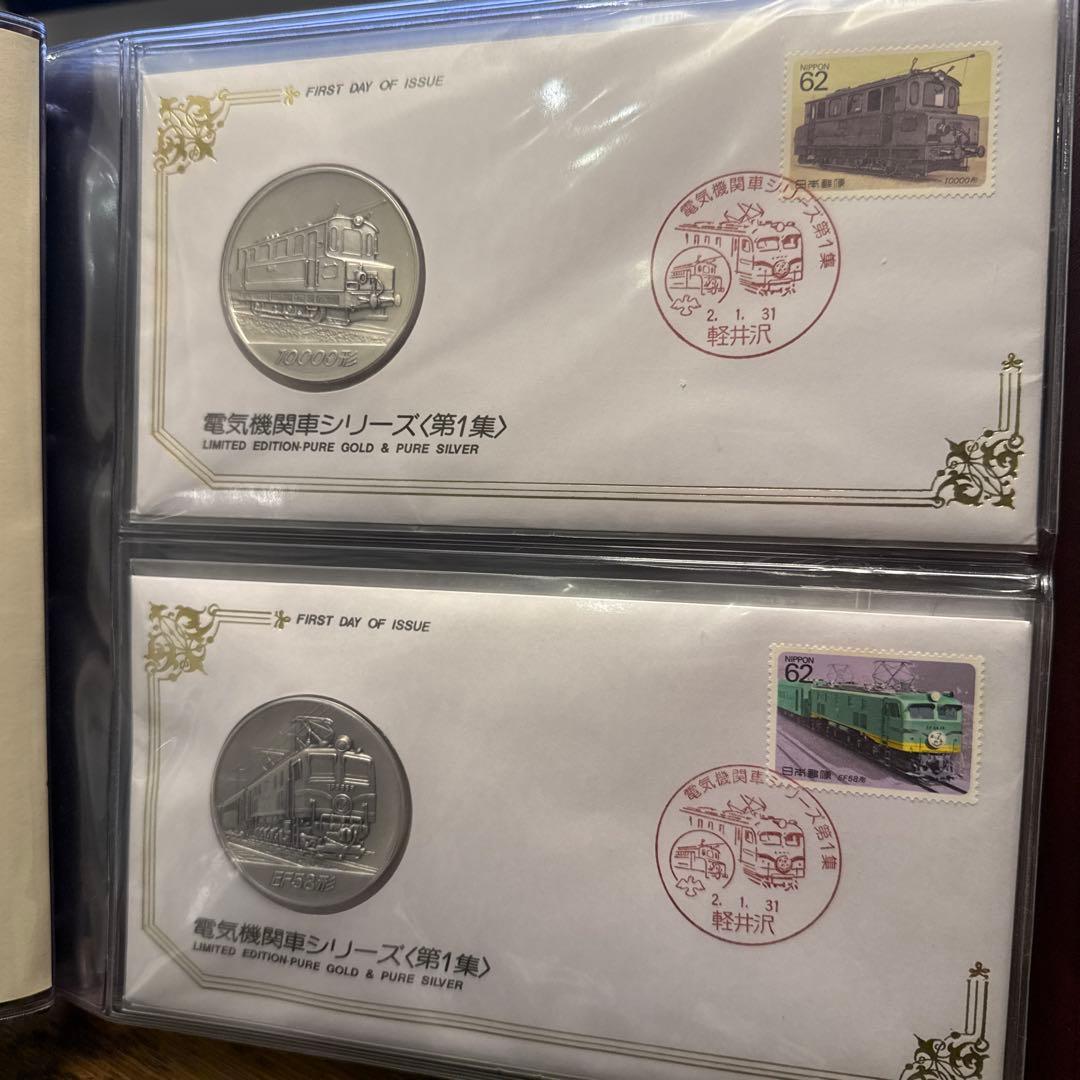 FIRST DAY OF ISSUE
NIPPON
62
日本郵便
10000形
電気機関車シリーズ第1集
2. 1. 31
軽井沢
10,000形
電気機関車シリーズ〈第1集〉
LIMITED EDITION·PURE GOLD & PURE SILVER
FIRST DAY OF ISSUE
NIPPON
62
日本郵便
EF58形
電気機関車シリーズ第1集
2. 1. 31
軽井沢
EF58形
電気機関車シリーズ〈第1集〉
LIMITED EDITION·PURE GOLD & PURE SILVER